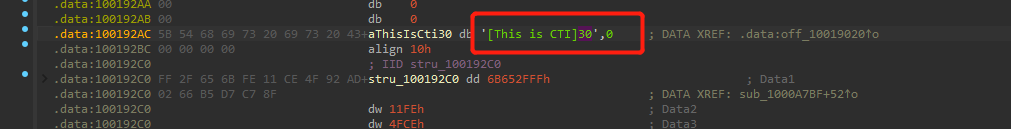 .data:100192AA 00 db 0
.data:100192AB 00 db 0
.data:100192AC 5B 54 68 69 73 20 69 73 20 43+aThisIsCti30 db '[This is CTI]30',0 ; DATA XREF: .data:off_10019020↑o
.data:100192BC 00 00 00 00 align 10h
.data:100192C0 ; IID stru_100192C0
.data:100192C0 FF 2F 65 6B FE 11 CE 4F 92 AD+stru_100192C0 dd 6B652FFFh ; Data1
.data:100192C0 02 66 B5 D7 C7 8F ; DATA XREF: sub_1000A7BF+52↑o
.data:100192C0 dw 11FEh ; Data2
.data:100192C0 dw 4FCEh ; Data3